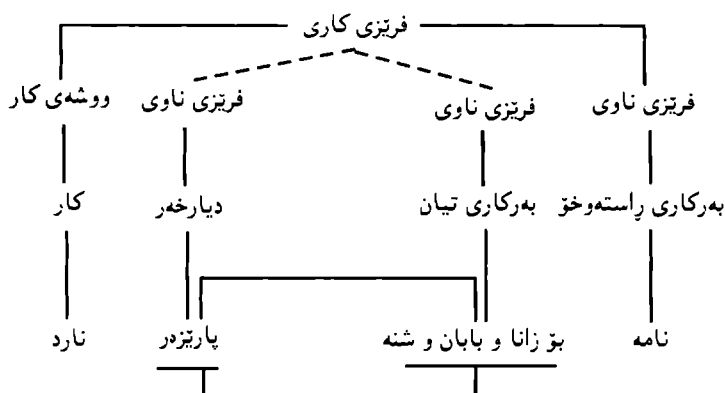 فرێزی کاری
فرێزی ناوی فرێزی ناوی فرێزی ناوی ووشەی کار
بەرکاری ڕاستەوخۆ بەرکاری تیان دیارخەر کار
نامە بۆ زانا و بابان و شنە پارێزدر نارد